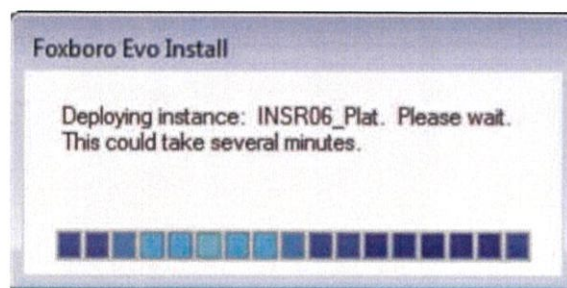 Foxboro Evo Install
Deploying instance: INSR06_Plat. Please wait.
This could take several minutes.